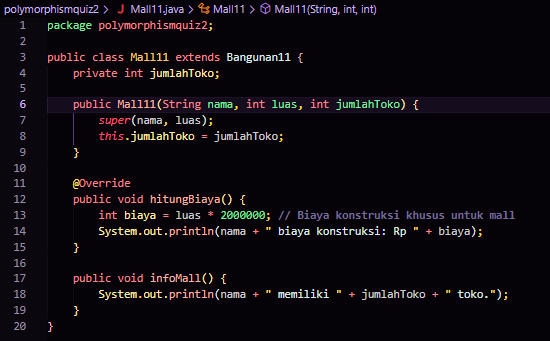 polymorphismquiz2 > J Mall11.java > Mall11 > Mall11(String, int, int)
1 package polymorphismquiz2;
2
3 public class Mall11 extends Bangunan11 {
4     private int jumlahToko;
5
6     public Mall11(String nama, int luas, int jumlahToko) {
7         super(nama, luas);
8         this.jumlahToko = jumlahToko;
9     }
10
11     @Override
12     public void hitungBiaya() {
13         int biaya = luas * 2000000; // Biaya konstruksi khusus untuk mall
14         System.out.println(nama + " biaya konstruksi: Rp " + biaya);
15     }
16
17     public void infoMall() {
18         System.out.println(nama + " memiliki " + jumlahToko + " toko.");
19     }
20 }